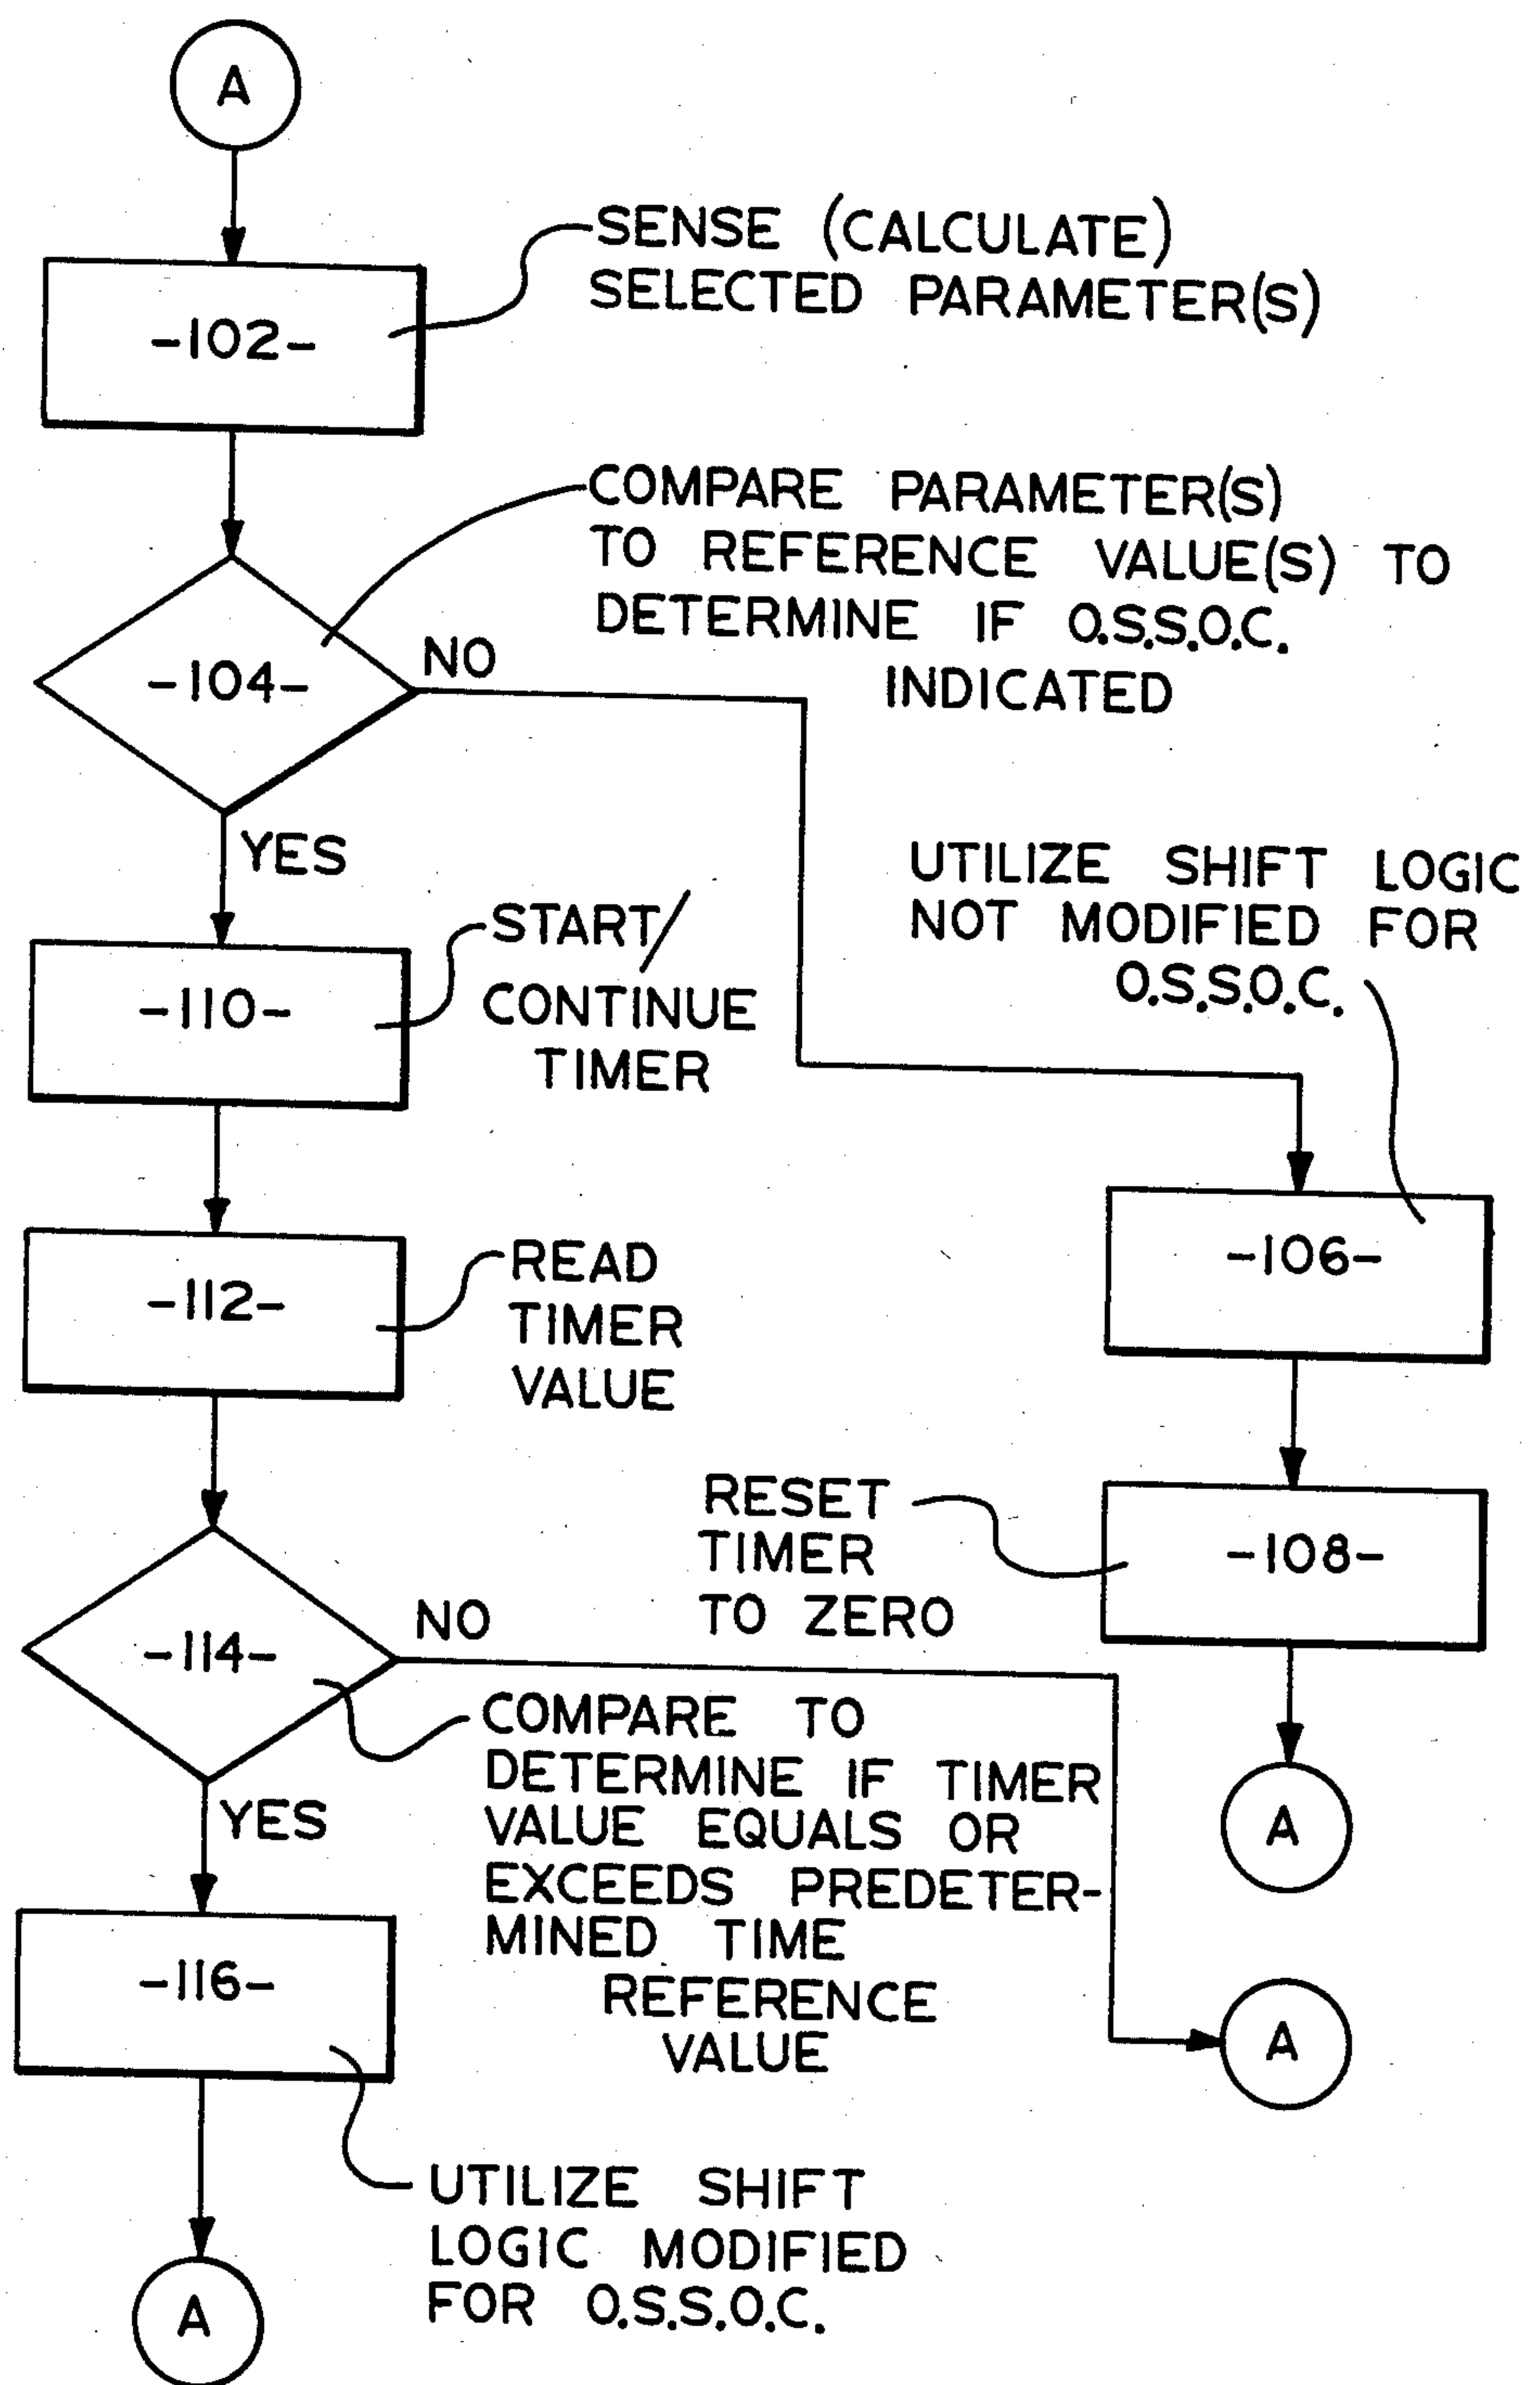 A
SENSE (CALCULATE)
SELECTED PARAMETER(S)
-102-
COMPARE PARAMETER(S)
TO REFERENCE VALUE(S) TO
DETERMINE IF O.S.S.O.C.
INDICATED
-104-
NO
YES
UTILIZE SHIFT LOGIC
NOT MODIFIED FOR
O.S.S.O.C.
START/
CONTINUE
TIMER
-110-
-106-
READ
TIMER
VALUE
-112-
RESET
TIMER
TO ZERO
-108-
NO
-114-
COMPARE TO
DETERMINE IF TIMER
VALUE EQUALS OR
EXCEEDS PREDETER-
MINED TIME
REFERENCE
VALUE
YES
A
-116-
A
UTILIZE SHIFT
LOGIC MODIFIED
FOR O.S.S.O.C.
A